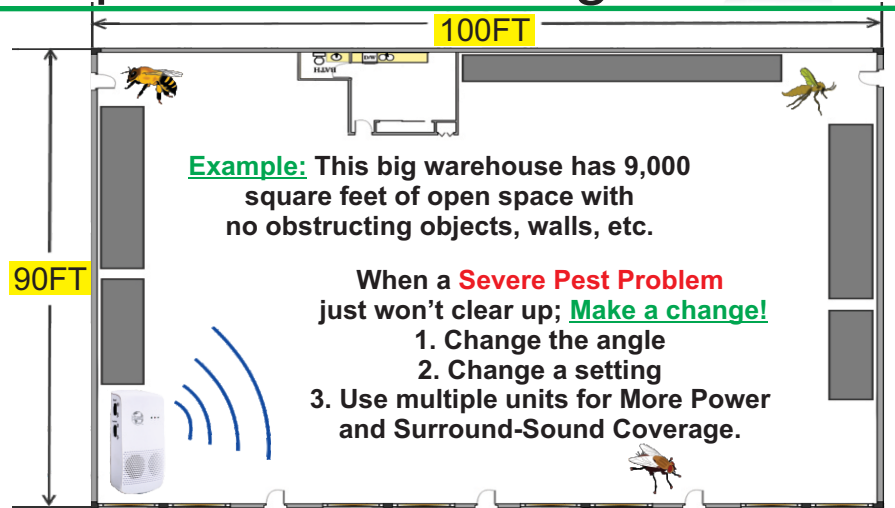 100FT
BATH
D/W
Example: This big warehouse has 9,000
square feet of open space with
no obstructing objects, walls, etc.
90FT
When a Severe Pest Problem
just won’t clear up; Make a change!
1. Change the angle
2. Change a setting
3. Use multiple units for More Power
and Surround-Sound Coverage.